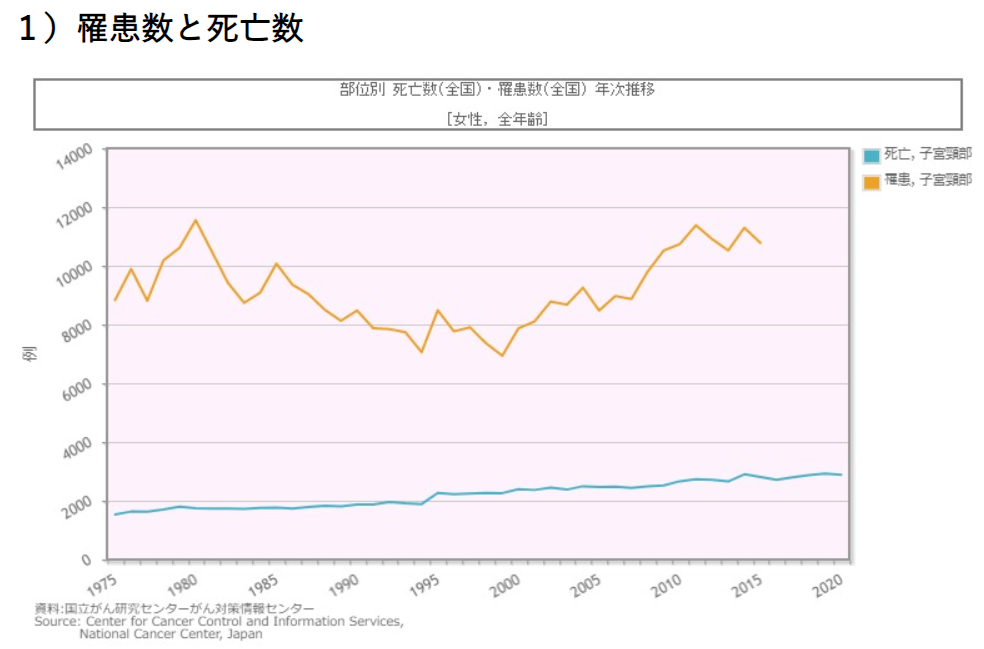 １）罹患数と死亡数
部位別 死亡数(全国)・罹患数(全国) 年次推移
[女性, 全年齢]
14000
12000
10000
8000
6000
4000
2000
0
例
死亡, 子宮頸部
罹患, 子宮頸部
1975
1980
1985
1990
1995
2000
2005
2010
2015
2020
資料:国立がん研究センターがん対策情報センター
Source: Center for Cancer Control and Information Services,
National Cancer Center, Japan